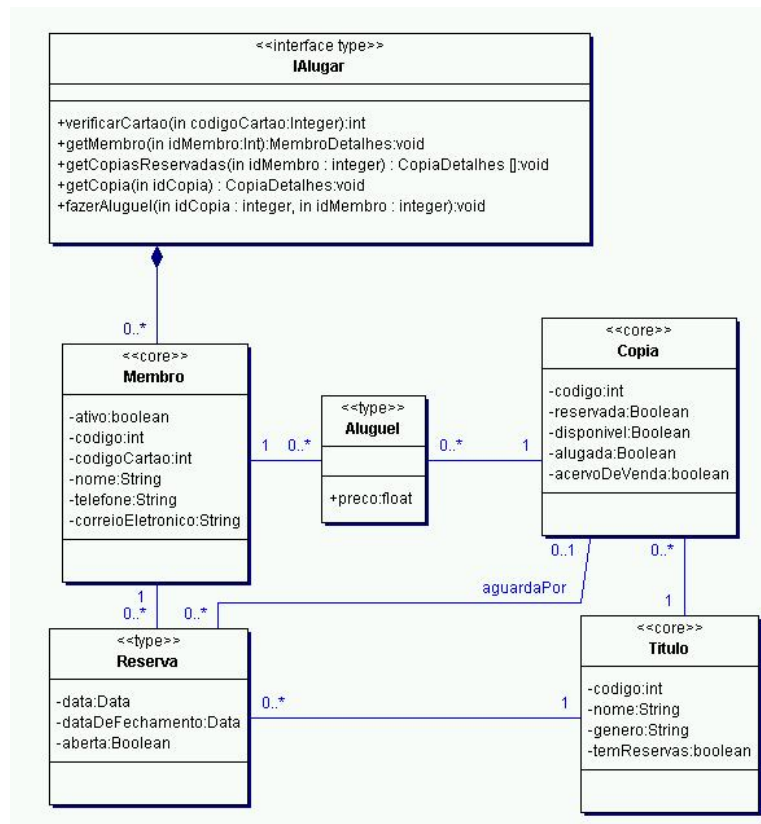 <<interface type>>
IAlugar
+verificarCartao(in codigoCartao:Integer):int
+getMembro(in idMembro:Int):MembroDetalhes:void
+getCopiasReservadas(in idMembro : integer) : CopiaDetalhes []:void
+getCopia(in idCopia) : CopiaDetalhes:void
+fazerAluguel(in idCopia : integer, in idMembro : integer):void
0..*
<<core>>
Membro
-ativo:boolean
-codigo:int
-codigoCartao:int
-nome:String
-telefone:String
-correioEletronico:String
1
0..*
<<type>>
Aluguel
+preco:float
0..*
1
<<core>>
Copia
-codigo:int
-reservada:Boolean
-disponivel:Boolean
-alugada:Boolean
-acervoDeVenda:boolean
0..1
0..*
aguardaPor
1
0..*
0..*
1
<<type>>
Reserva
-data:Data
-dataDeFechamento:Data
-aberta:Boolean
0..*
1
<<core>>
Titulo
-codigo:int
-nome:String
-genero:String
-temReservas:boolean